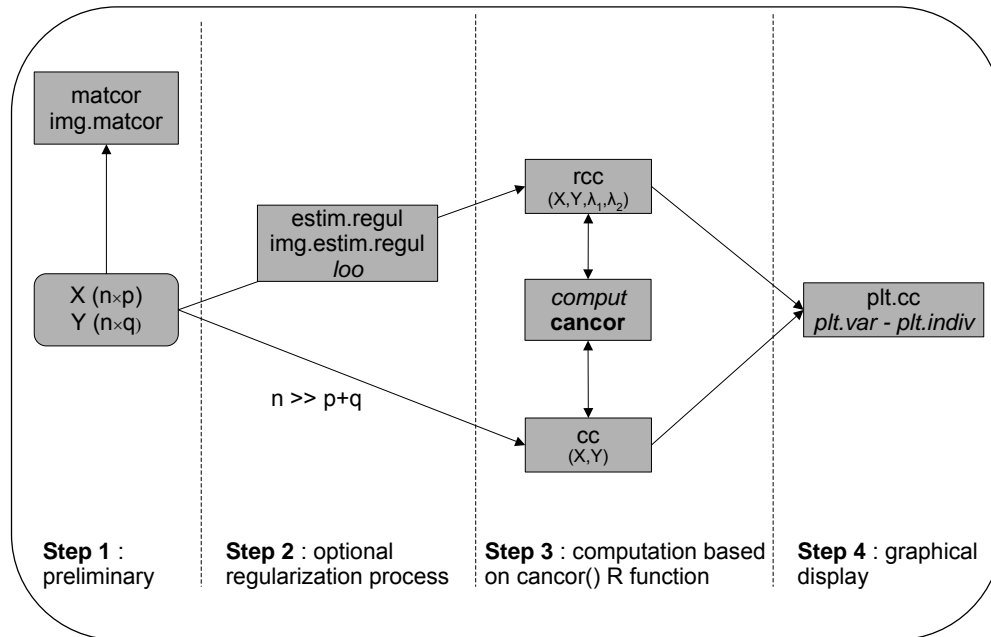 matcor
img.matcor
X (n×p)
Y (n×q)
estim.regul
img.estim.regul
loo
n >> p+q
rcc
(X,Y,λ₁,λ₂)
comput
cancor
cc
(X,Y)
plt.cc
plt.var - plt.indiv
Step 1 :
preliminary
Step 2 : optional
regularization process
Step 3 : computation based
on cancor() R function
Step 4 : graphical
display